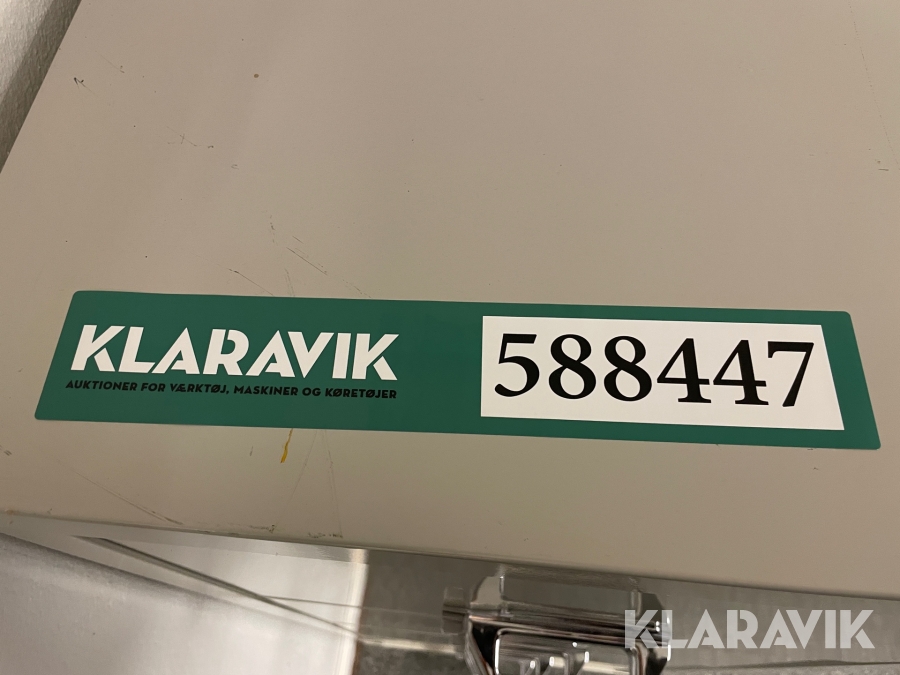 KLARAVIK
AUKTIONER FOR VÆRKTØJ, MASKINER OG KØRETØJER
588447
KLARAVIK